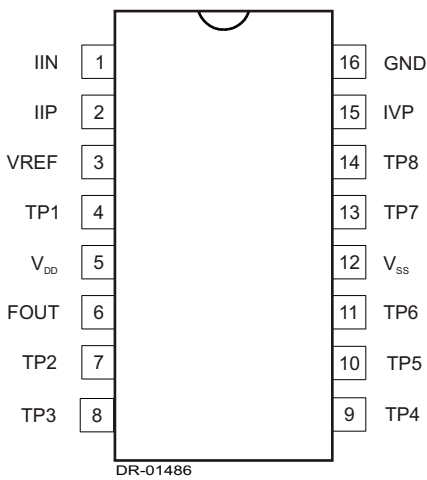 IIN 1 16 GND
IIP 2 15 IVP
VREF 3 14 TP8
TP1 4 13 TP7
VDD 5 12 VSS
FOUT 6 11 TP6
TP2 7 10 TP5
TP3 8 9 TP4
DR-01486